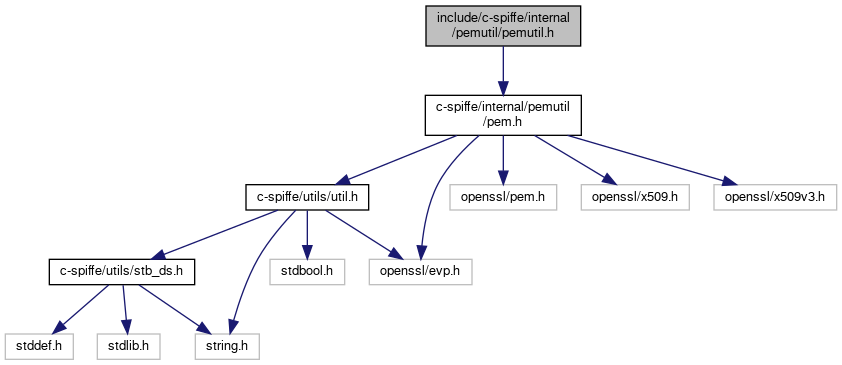 include/c-spiffe/internal
/pemutil/pemutil.h
c-spiffe/internal/pemutil
/pem.h
c-spiffe/utils/util.h
openssl/pem.h
openssl/x509.h
openssl/x509v3.h
c-spiffe/utils/stb_ds.h
stdbool.h
openssl/evp.h
stddef.h
stdlib.h
string.h